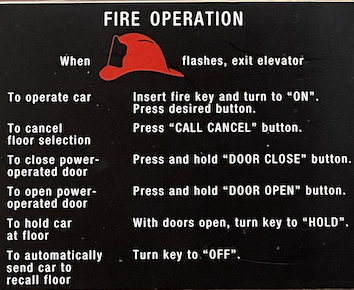 FIRE OPERATION
When flashes, exit elevator
To operate car Insert fire key and turn to “ON”.
Press desired button.
To cancel Press “CALL CANCEL” button.
floor selection
To close power- Press and hold “DOOR CLOSE” button.
operated door
To open power- Press and hold “DOOR OPEN” button.
operated door
To hold car With doors open, turn key to “HOLD”.
at floor
To automatically Turn key to “OFF”.
send car to
recall floor